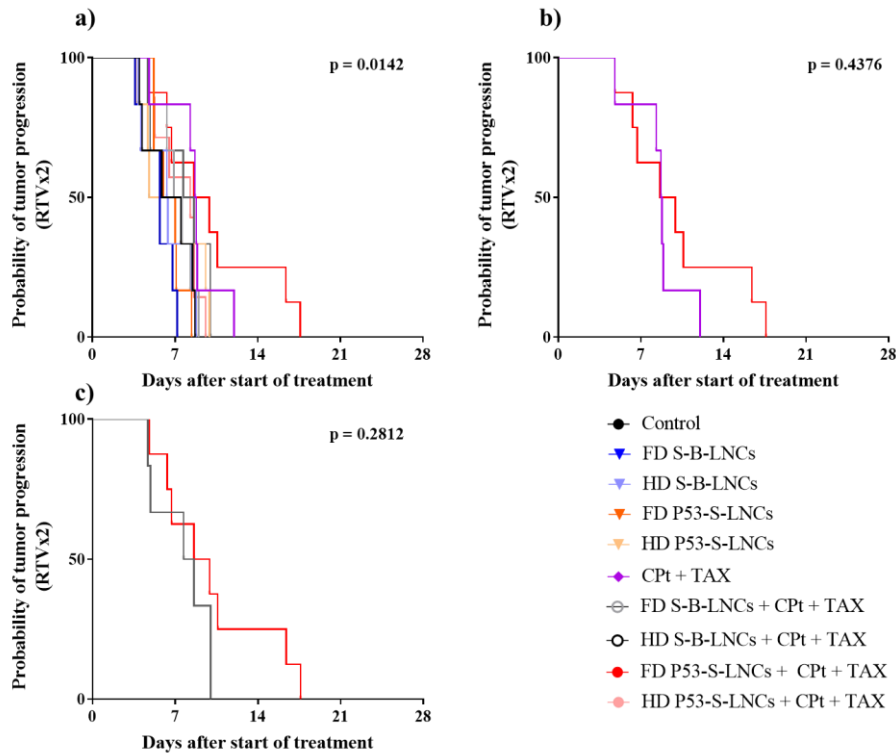 a)
p = 0.0142
Probability of tumor progression
(RTVx2)
100
50
0
0 7 14 21 28
Days after start of treatment
b)
p = 0.4376
Probability of tumor progression
(RTVx2)
100
50
0
0 7 14 21 28
Days after start of treatment
c)
p = 0.2812
Probability of tumor progression
(RTVx2)
100
50
0
0 7 14 21 28
Days after start of treatment
Control
FD S-B-LNCs
HD S-B-LNCs
FD P53-S-LNCs
HD P53-S-LNCs
CPt + TAX
FD S-B-LNCs + CPt + TAX
HD S-B-LNCs + CPt + TAX
FD P53-S-LNCs + CPt + TAX
HD P53-S-LNCs + CPt + TAX